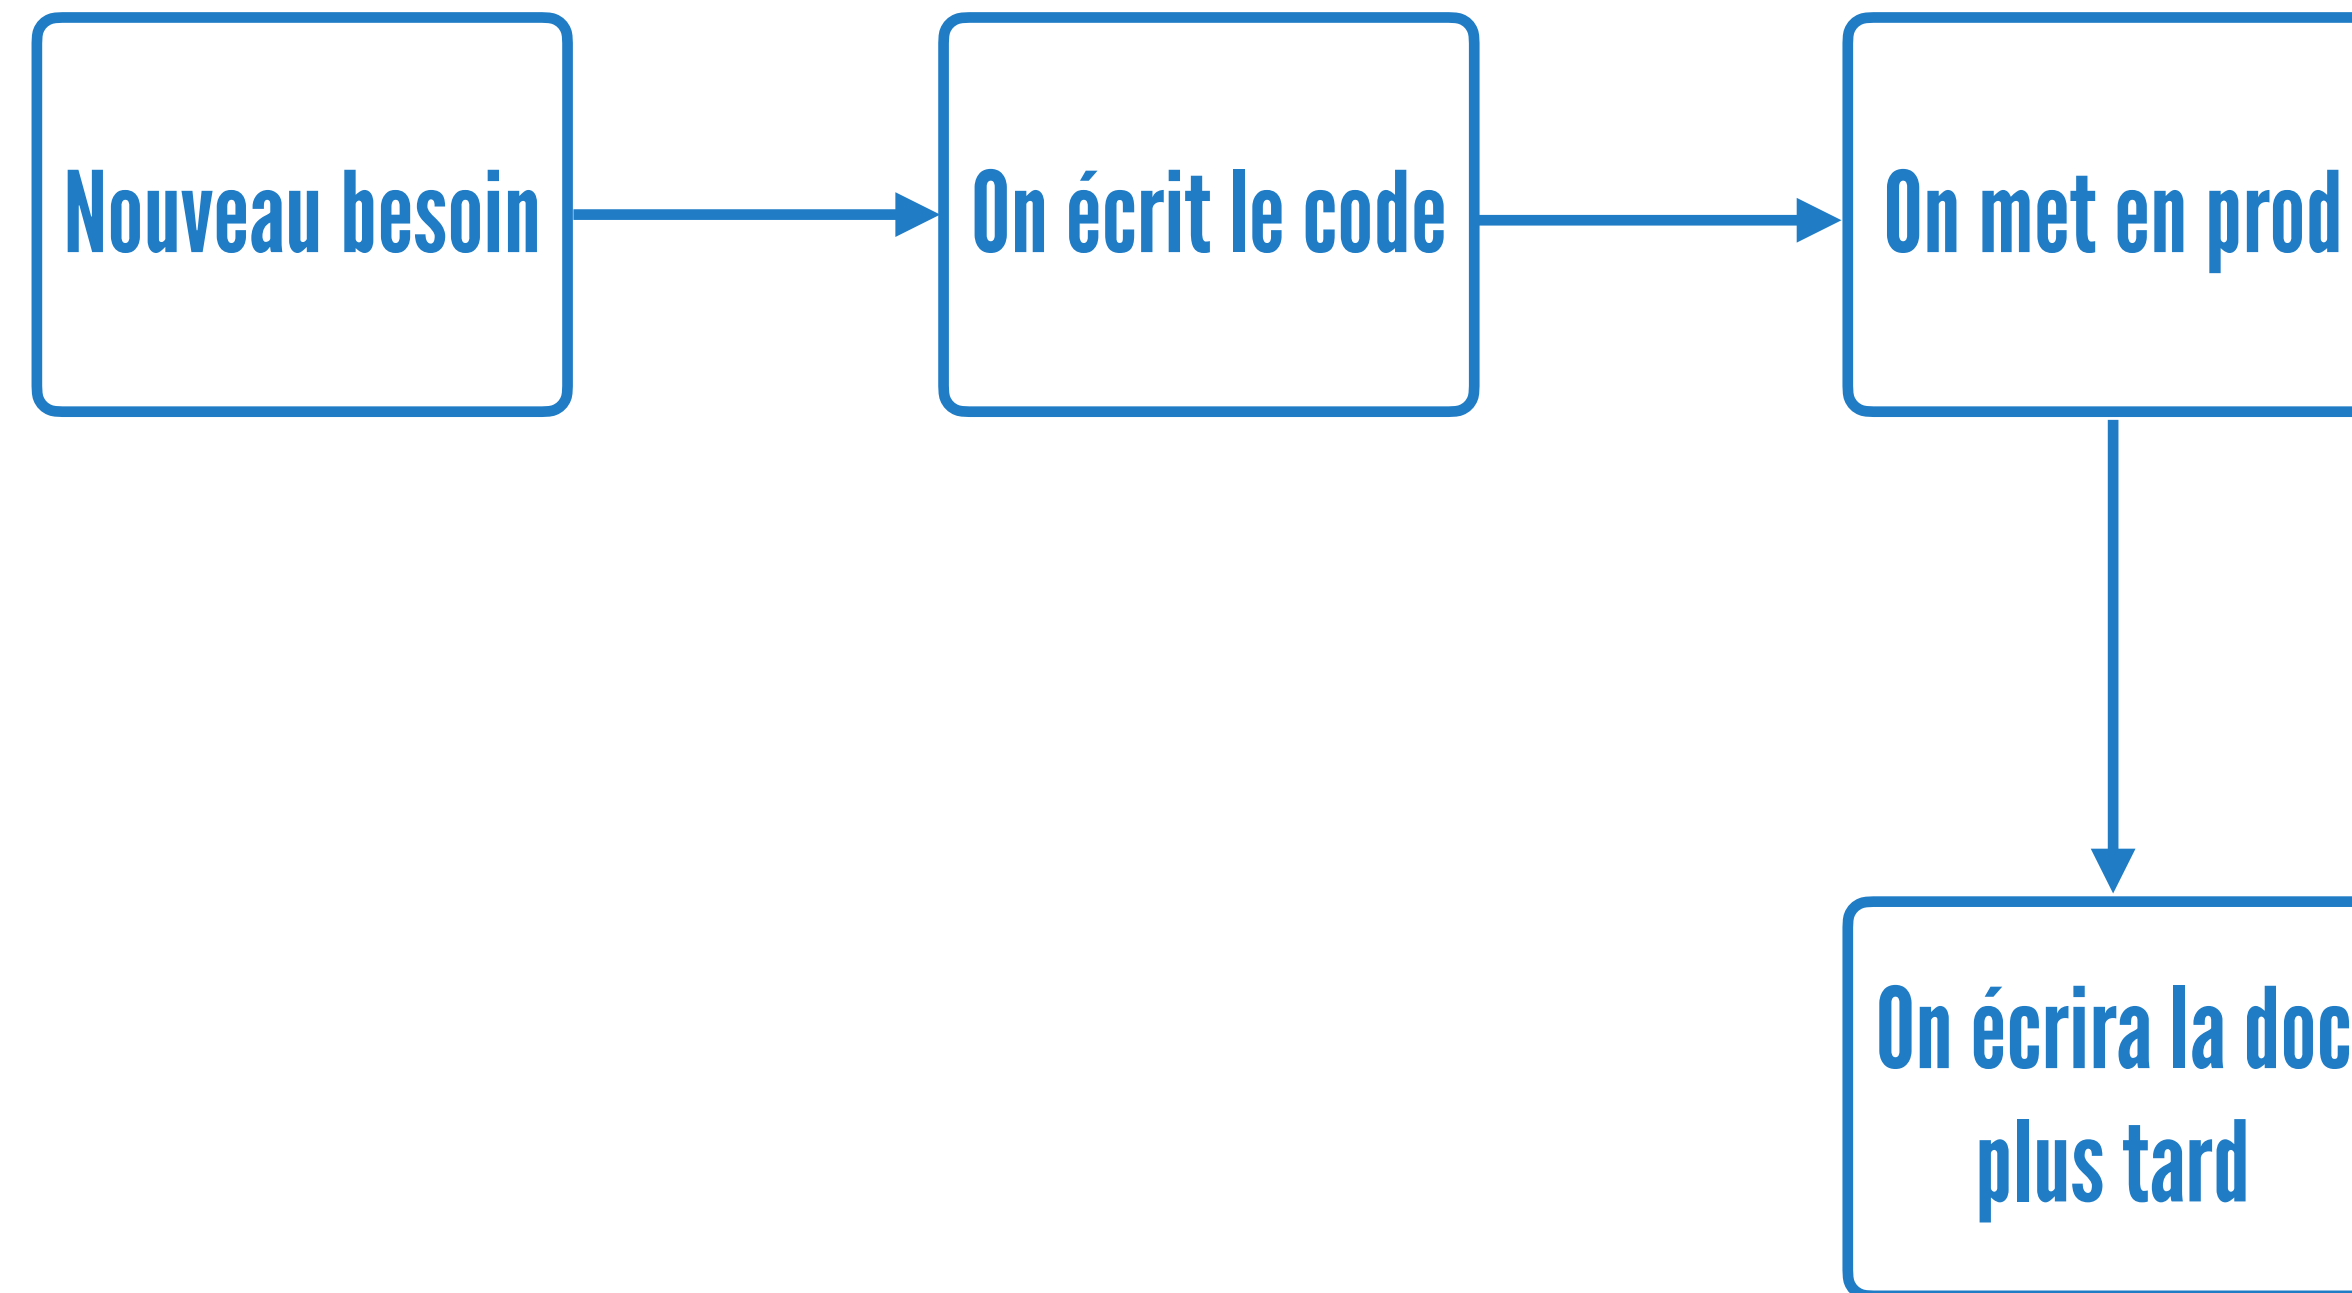 Nouveau besoin
On écrit le code
On met en prod
On écrira la doc
plus tard